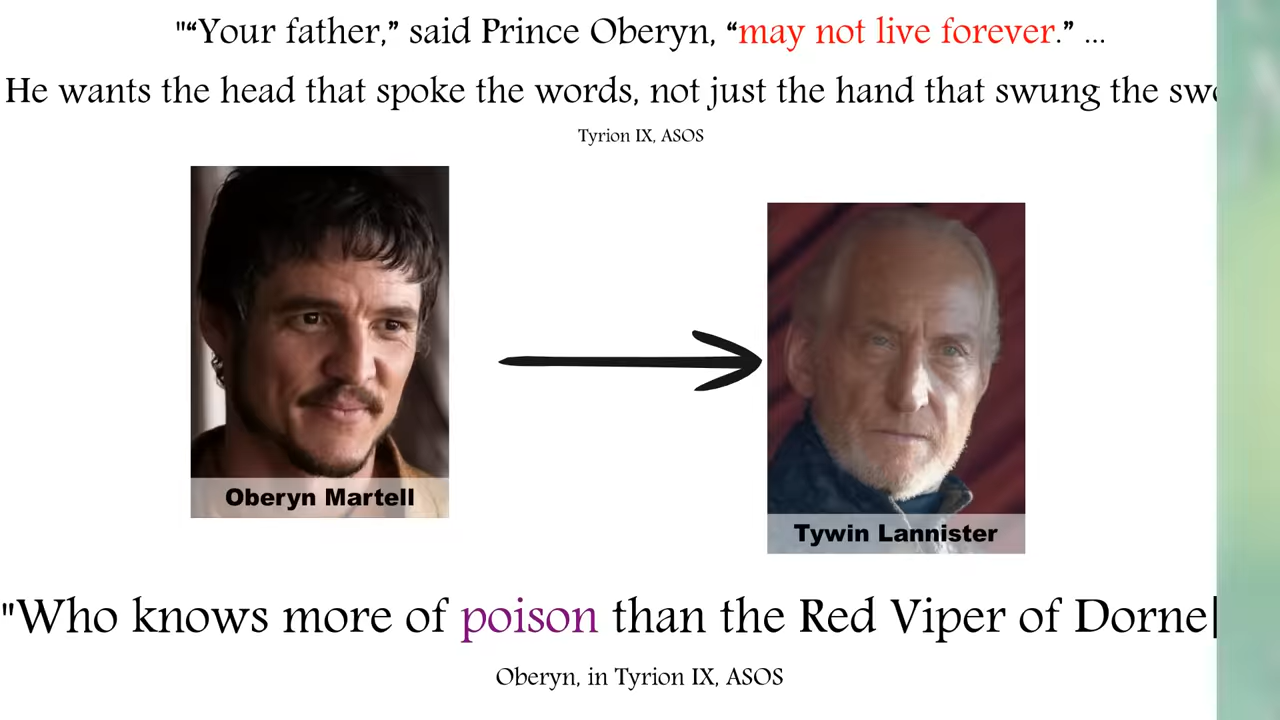 "“Your father,” said Prince Oberyn, “may not live forever.” ...
He wants the head that spoke the words, not just the hand that swung the
Tyrion IX, ASOS
Oberyn Martell
Tywin Lannister
"Who knows more of poison than the Red Viper of Dorne
Oberyn, in Tyrion IX, ASOS